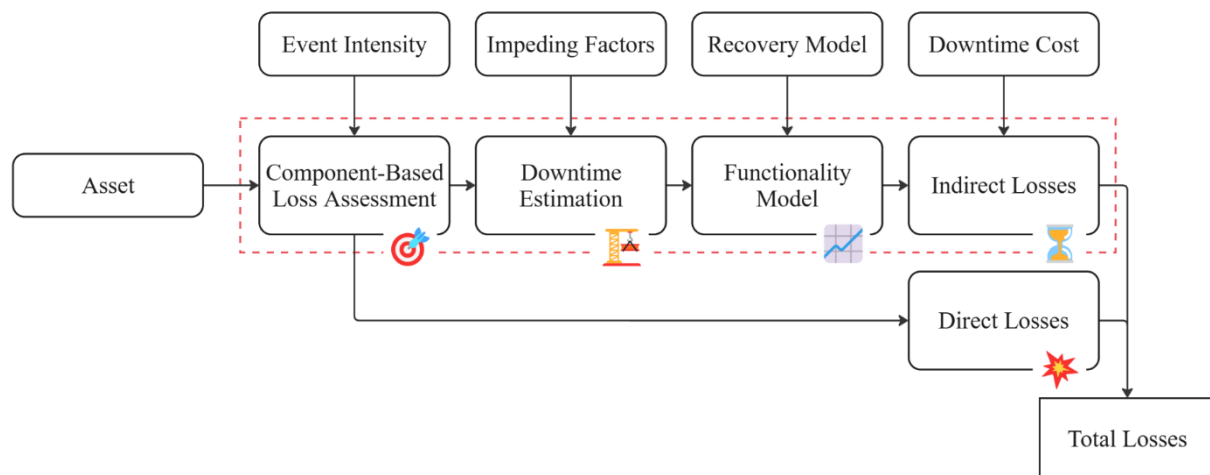 Event Intensity
Impeding Factors
Recovery Model
Downtime Cost
Asset
Component-Based
Loss Assessment
Downtime
Estimation
Functionality
Model
Indirect Losses
Direct Losses
Total Losses